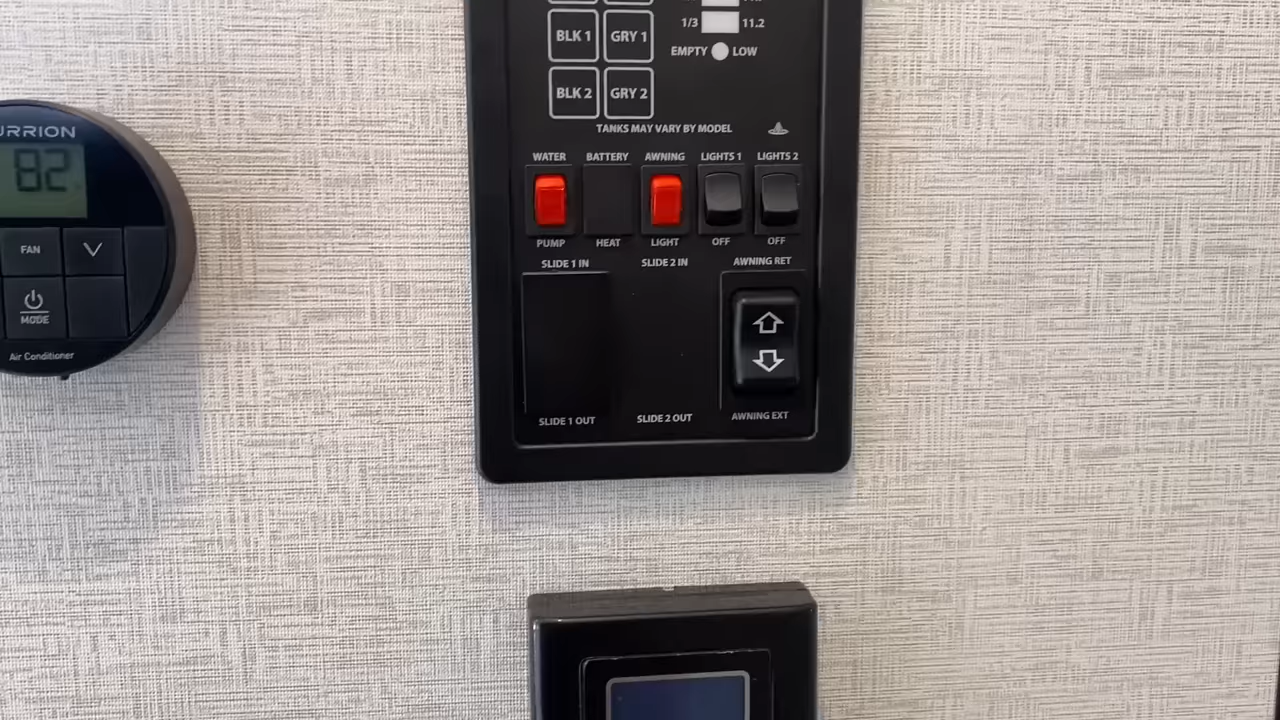 1/3 11.2
BLK 1 GRY 1
EMPTY LOW
BLK 2 GRY 2
TANKS MAY VARY BY MODEL
WATER BATTERY AWNING LIGHTS 1 LIGHTS 2
PUMP HEAT LIGHT OFF OFF
SLIDE 1 IN SLIDE 2 IN AWNING RET
SLIDE 1 OUT SLIDE 2 OUT AWNING EXT
URRION
82
FAN
MODE
Air Conditioner